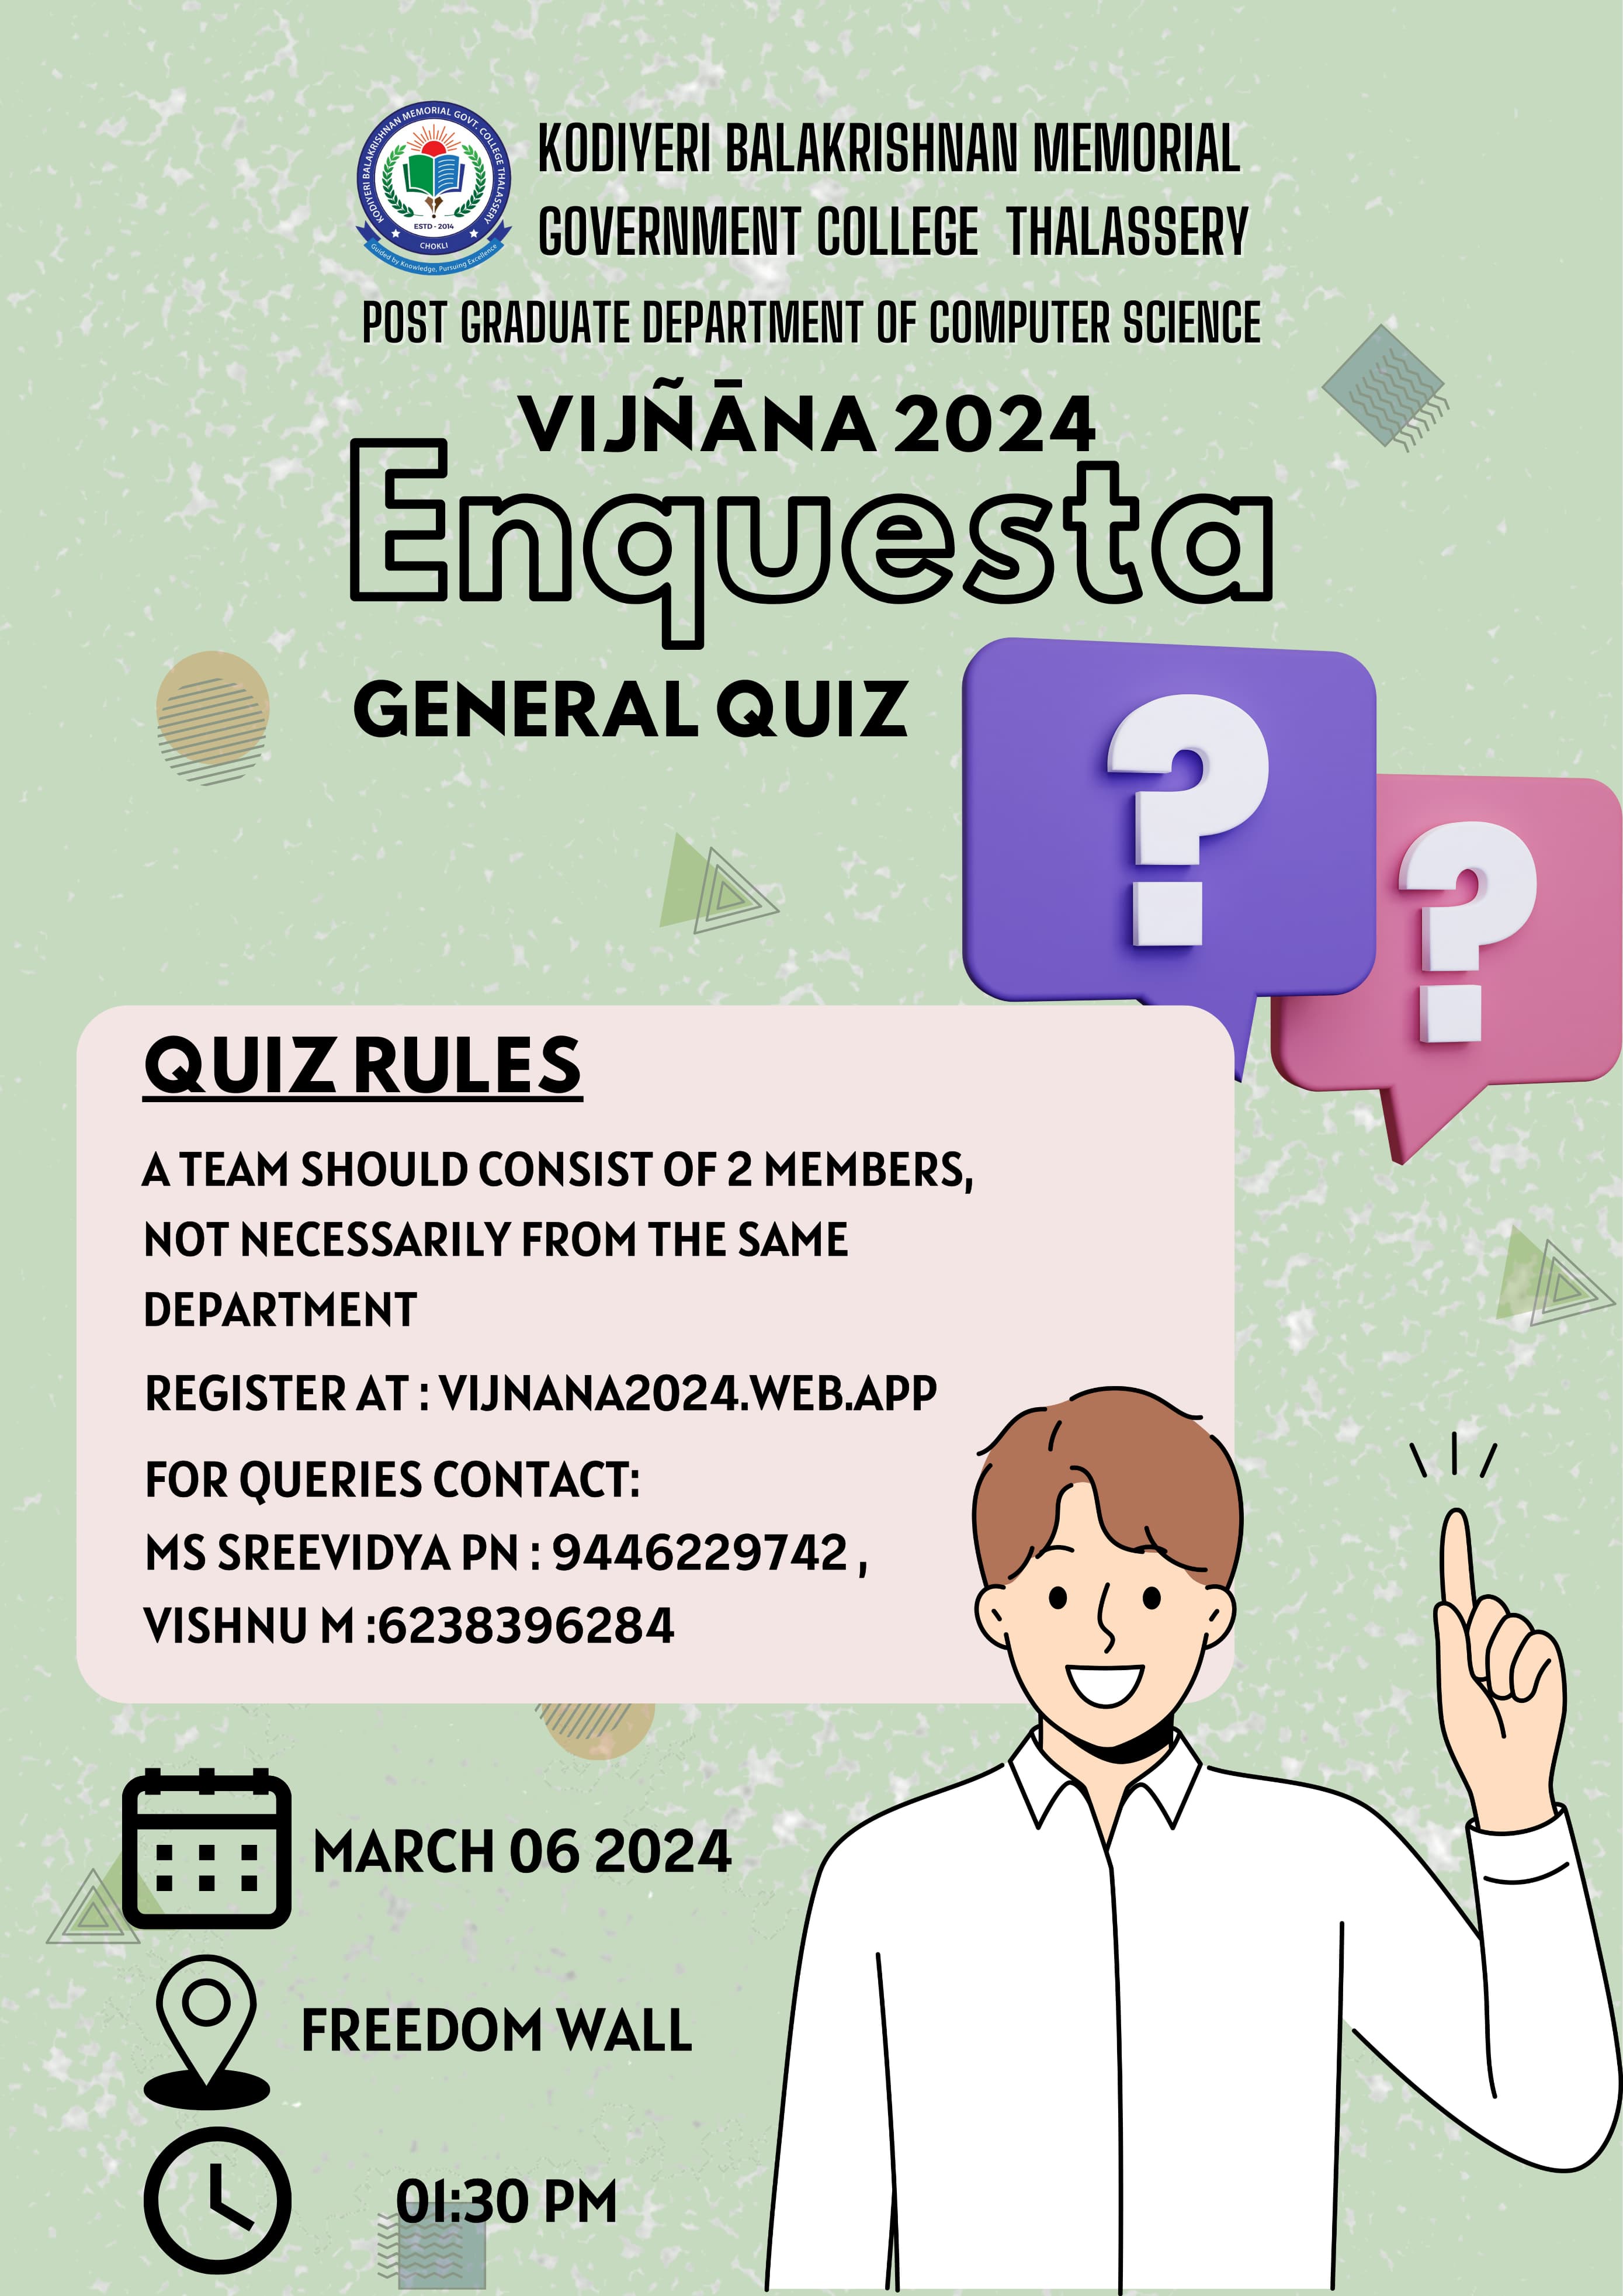 KODIYERI BALAKRISHNAN MEMORIAL GOVT. COLLEGE THALASSERY
ESTD - 2014
CHOKLI
Guided by Knowledge, Pursuing Excellence
KODIYERI BALAKRISHNAN MEMORIAL
GOVERNMENT COLLEGE THALASSERY
POST GRADUATE DEPARTMENT OF COMPUTER SCIENCE
VIJÑĀNA 2024
Enquesta
GENERAL QUIZ
?
?
QUIZ RULES
A TEAM SHOULD CONSIST OF 2 MEMBERS,
NOT NECESSARILY FROM THE SAME
DEPARTMENT
REGISTER AT : VIJNANA2024.WEB.APP
FOR QUERIES CONTACT:
MS SREEVIDYA PN : 9446229742 ,
VISHNU M :6238396284
MARCH 06 2024
FREEDOM WALL
01:30 PM